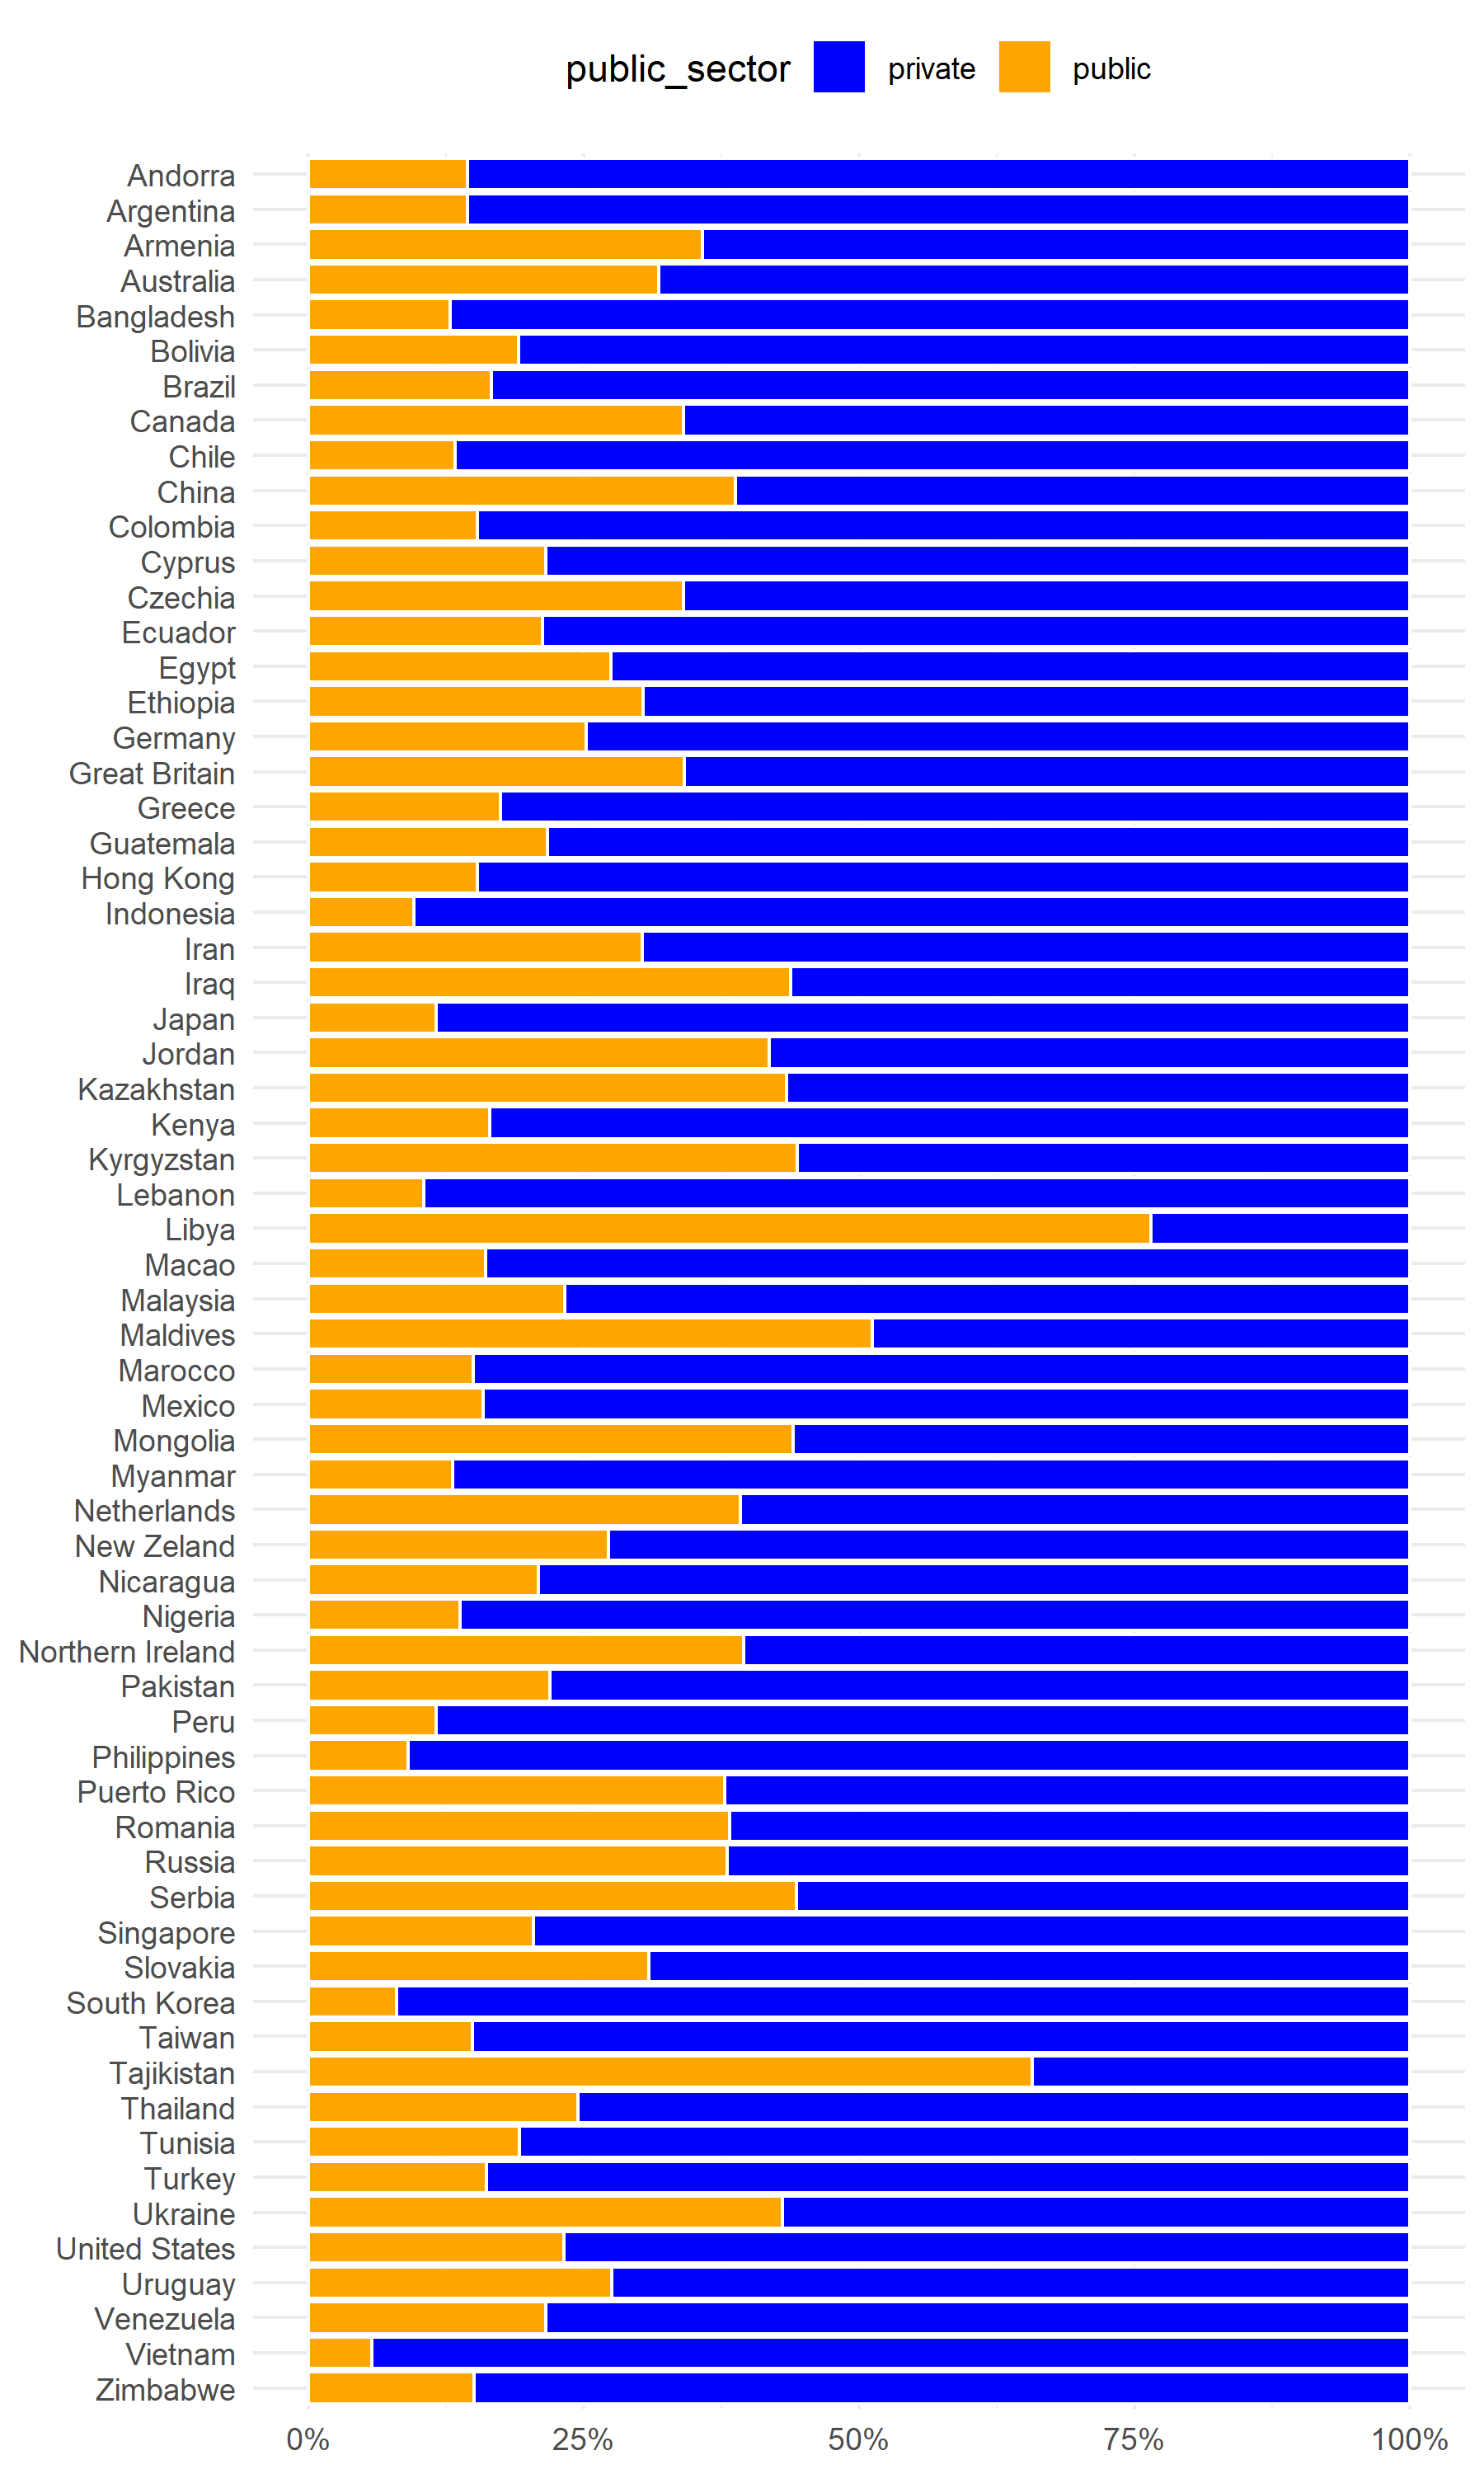 public_sector private public
Andorra
Argentina
Armenia
Australia
Bangladesh
Bolivia
Brazil
Canada
Chile
China
Colombia
Cyprus
Czechia
Ecuador
Egypt
Ethiopia
Germany
Great Britain
Greece
Guatemala
Hong Kong
Indonesia
Iran
Iraq
Japan
Jordan
Kazakhstan
Kenya
Kyrgyzstan
Lebanon
Libya
Macao
Malaysia
Maldives
Marocco
Mexico
Mongolia
Myanmar
Netherlands
New Zeland
Nicaragua
Nigeria
Northern Ireland
Pakistan
Peru
Philippines
Puerto Rico
Romania
Russia
Serbia
Singapore
Slovakia
South Korea
Taiwan
Tajikistan
Thailand
Tunisia
Turkey
Ukraine
United States
Uruguay
Venezuela
Vietnam
Zimbabwe
0% 25% 50% 75% 100%